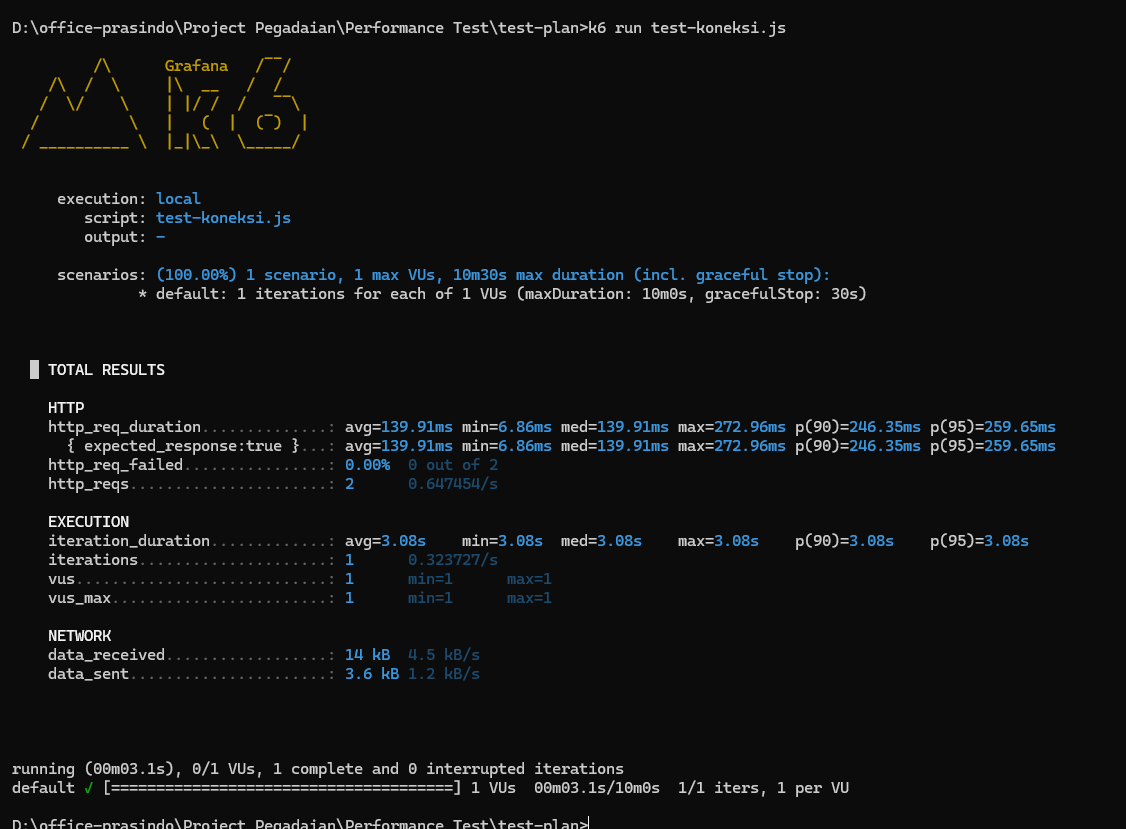 D:\office-prasindo\Project Pegadaian\Performance Test\test-plan>k6 run test-koneksi.js
Grafana
execution: local
script: test-koneksi.js
output: -
scenarios: (100.00%) 1 scenario, 1 max VUs, 10m30s max duration (incl. graceful stop):
* default: 1 iterations for each of 1 VUs (maxDuration: 10m0s, gracefulStop: 30s)
TOTAL RESULTS
HTTP
http_req_duration..............: avg=139.91ms min=6.86ms med=139.91ms max=272.96ms p(90)=246.35ms p(95)=259.65ms
{ expected_response:true }...: avg=139.91ms min=6.86ms med=139.91ms max=272.96ms p(90)=246.35ms p(95)=259.65ms
http_req_failed................: 0.00% 0 out of 2
http_reqs......................: 2 0.647454/s
EXECUTION
iteration_duration.............: avg=3.08s min=3.08s med=3.08s max=3.08s p(90)=3.08s p(95)=3.08s
iterations.....................: 1 0.323727/s
vus............................: 1 min=1 max=1
vus_max........................: 1 min=1 max=1
NETWORK
data_received..................: 14 kB 4.5 kB/s
data_sent......................: 3.6 kB 1.2 kB/s
running (00m03.1s), 0/1 VUs, 1 complete and 0 interrupted iterations
default ✓ [======================================] 1 VUs 00m03.1s/10m0s 1/1 iters, 1 per VU
D:\office-prasindo\Project Pegadaian\Performance Test\test-plan>